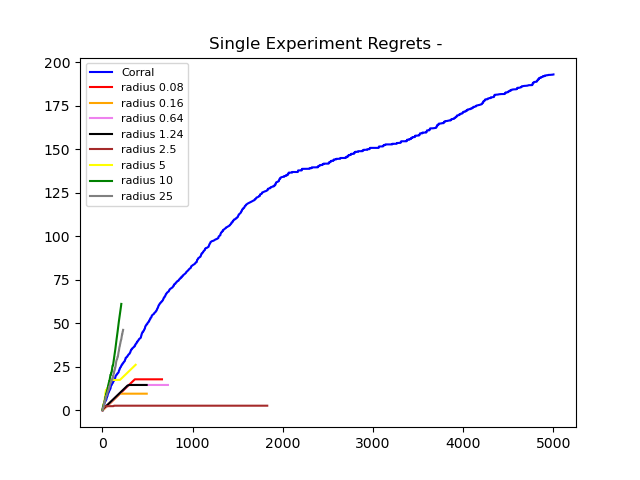 Single Experiment Regrets -
200
175
150
125
100
75
50
25
0
Corral
radius 0.08
radius 0.16
radius 0.64
radius 1.24
radius 2.5
radius 5
radius 10
radius 25
0 1000 2000 3000 4000 5000